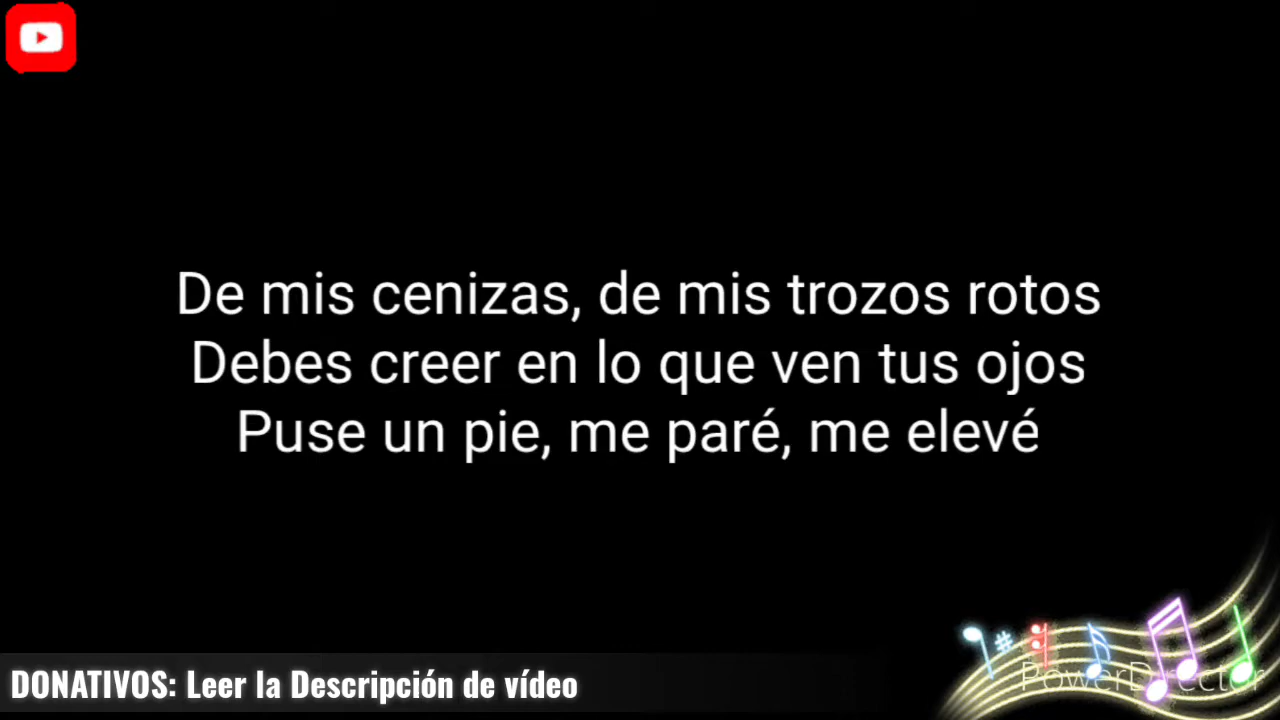 De mis cenizas, de mis trozos rotos
Debes creer en lo que ven tus ojos
Puse un pie, me paré, me elevé
PowerDirector
DONATIVOS: Leer la Descripción de vídeo